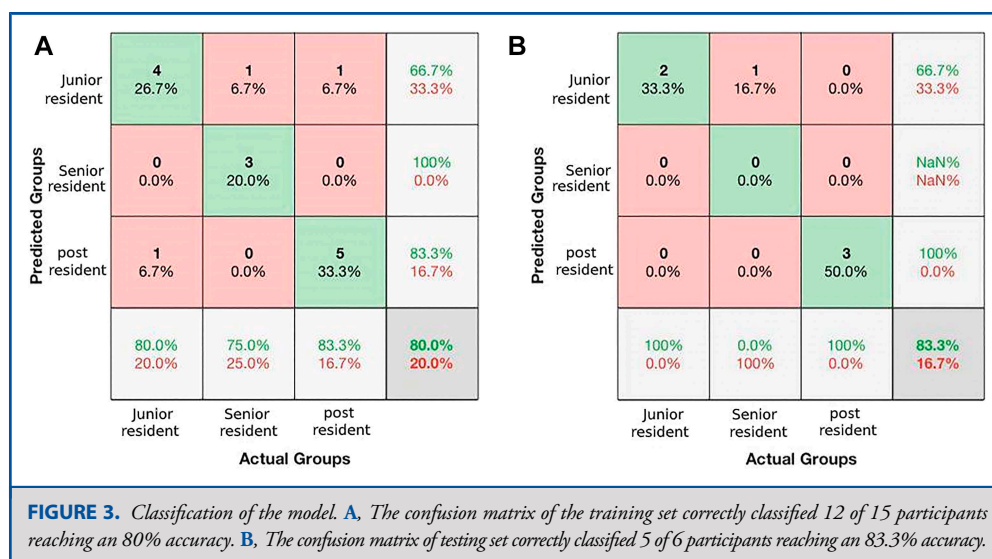 A
Predicted Groups
Junior
resident
4
26.7%
1
6.7%
1
6.7%
66.7%
33.3%
Senior
resident
0
0.0%
3
20.0%
0
0.0%
100%
0.0%
post
resident
1
6.7%
0
0.0%
5
33.3%
83.3%
16.7%
80.0%
20.0%
75.0%
25.0%
83.3%
16.7%
80.0%
20.0%
Junior
resident
Senior
resident
post
resident
Actual Groups
B
Predicted Groups
Junior
resident
2
33.3%
1
16.7%
0
0.0%
66.7%
33.3%
Senior
resident
0
0.0%
0
0.0%
0
0.0%
NaN%
NaN%
post
resident
0
0.0%
0
0.0%
3
50.0%
100%
0.0%
100%
0.0%
0.0%
100%
100%
0.0%
83.3%
16.7%
Junior
resident
Senior
resident
post
resident
Actual Groups
FIGURE 3. Classification of the model. A, The confusion matrix of the training set correctly classified 12 of 15 participants
reaching an 80% accuracy. B, The confusion matrix of testing set correctly classified 5 of 6 participants reaching an 83.3% accuracy.